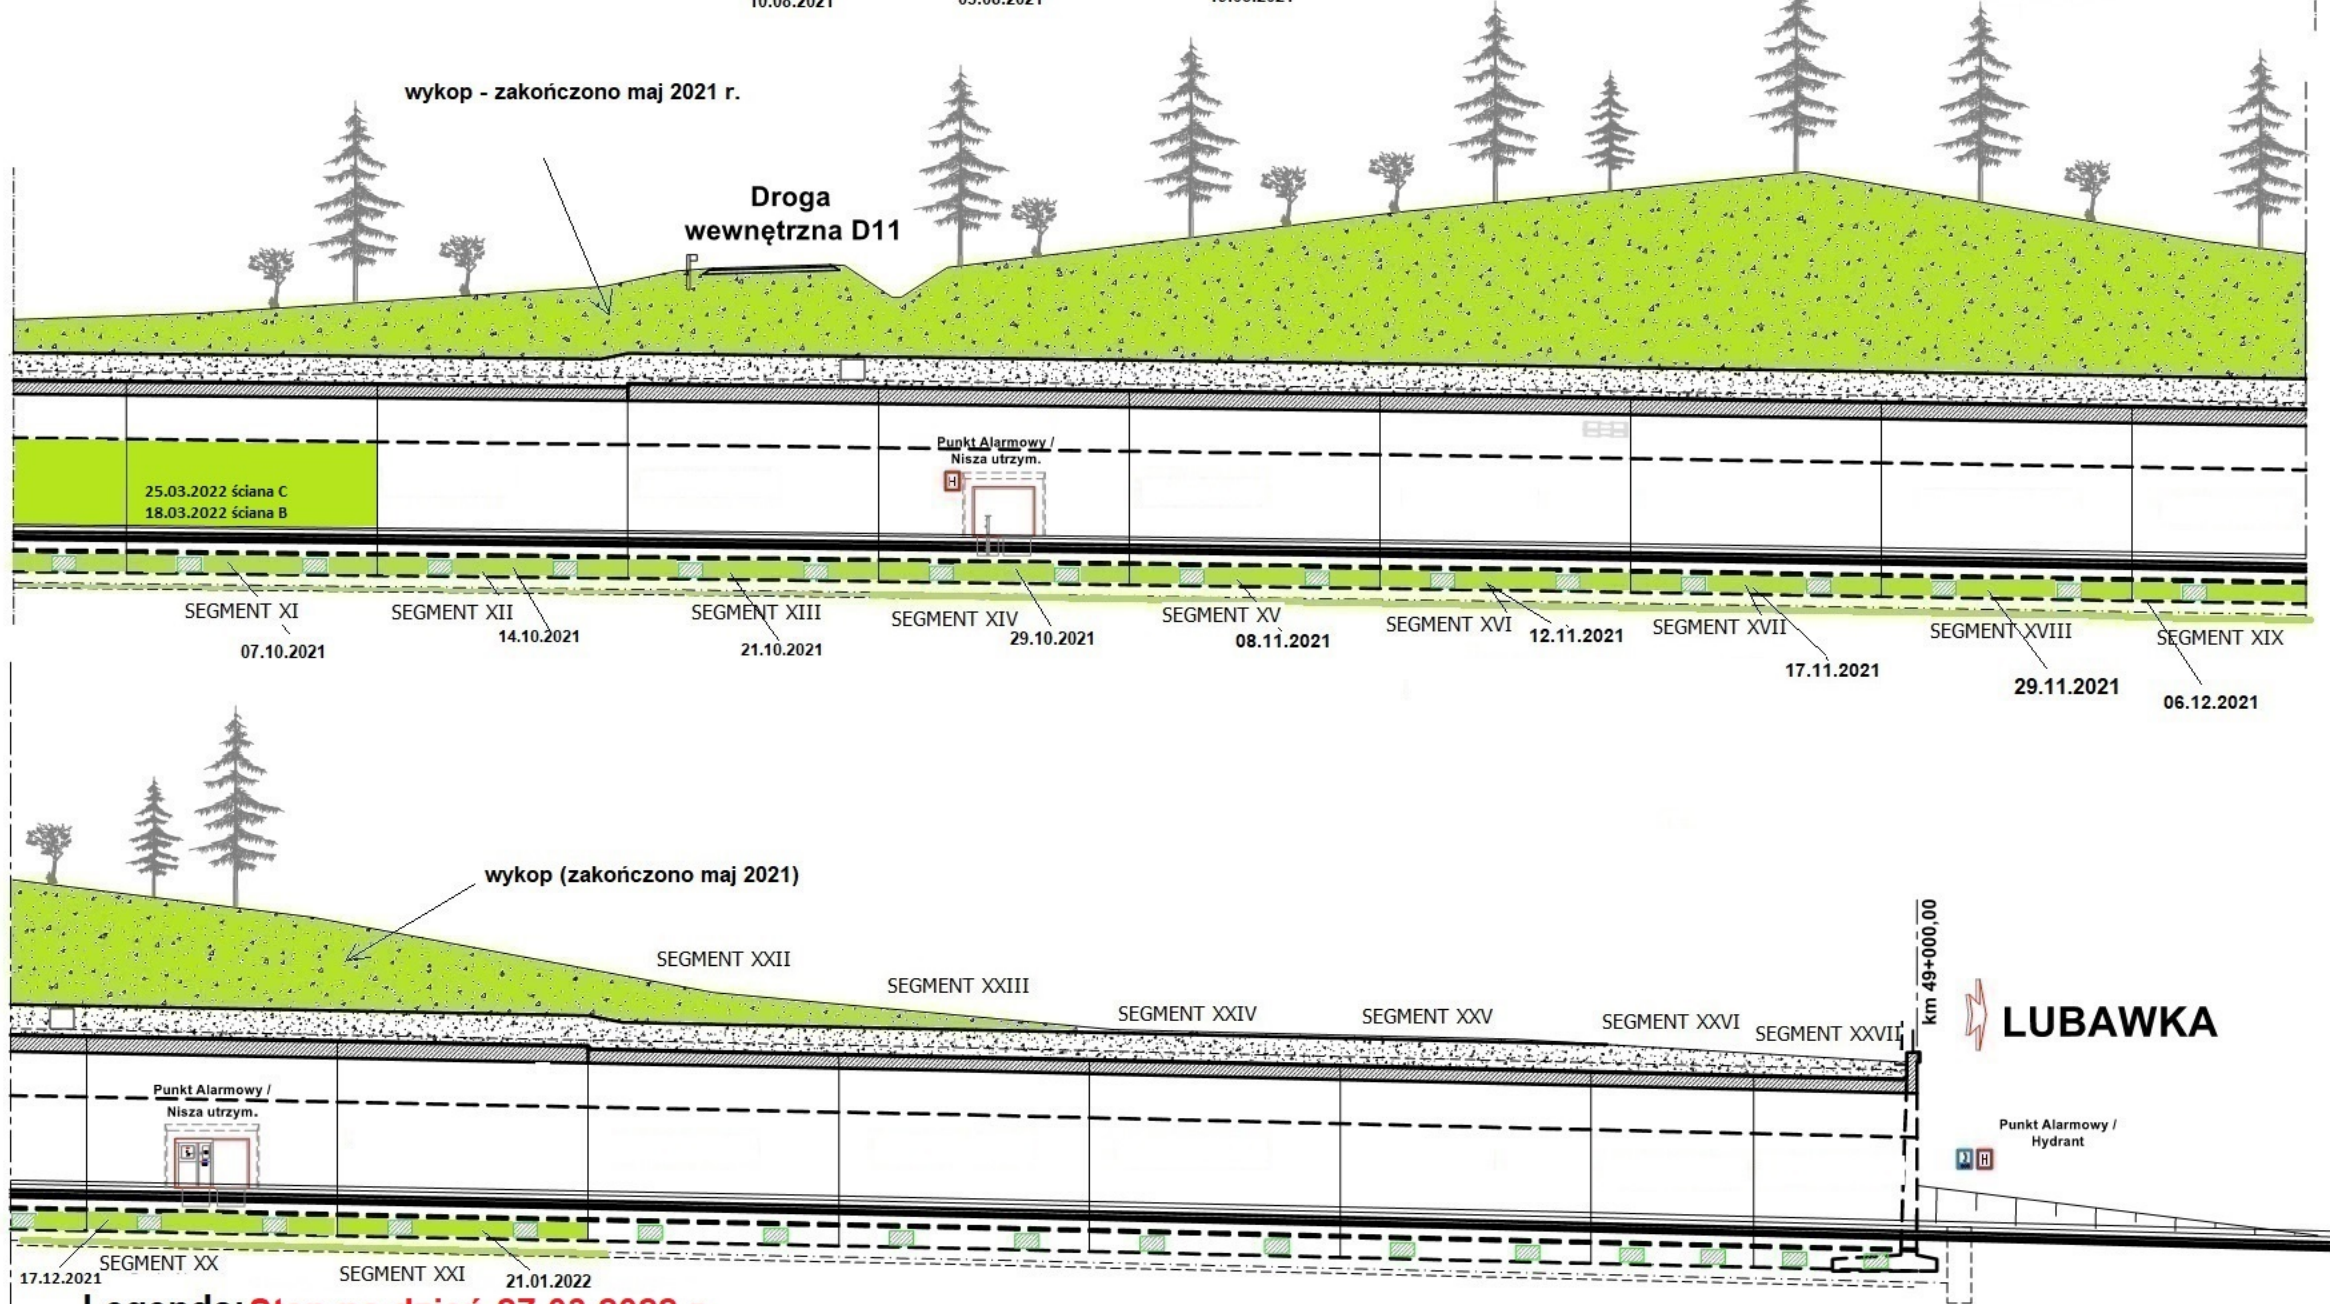 10.08.2021
wykop - zakończono maj 2021 r.
Droga
wewnętrzna D11
Punkt Alarmowy /
Nisza utrzym.
H
25.03.2022 ściana C
18.03.2022 ściana B
SEGMENT XI
SEGMENT XII
SEGMENT XIII
SEGMENT XIV
SEGMENT XV
SEGMENT XVI
SEGMENT XVII
SEGMENT XVIII
SEGMENT XIX
07.10.2021
14.10.2021
21.10.2021
29.10.2021
08.11.2021
12.11.2021
17.11.2021
29.11.2021
06.12.2021
wykop (zakończono maj 2021)
SEGMENT XXII
SEGMENT XXIII
SEGMENT XXIV
SEGMENT XXV
SEGMENT XXVI
SEGMENT XXVII
km 49+000,00
LUBAWKA
Punkt Alarmowy /
Nisza utrzym.
Punkt Alarmowy /
Hydrant
H
17.12.2021
SEGMENT XX
SEGMENT XXI
21.01.2022